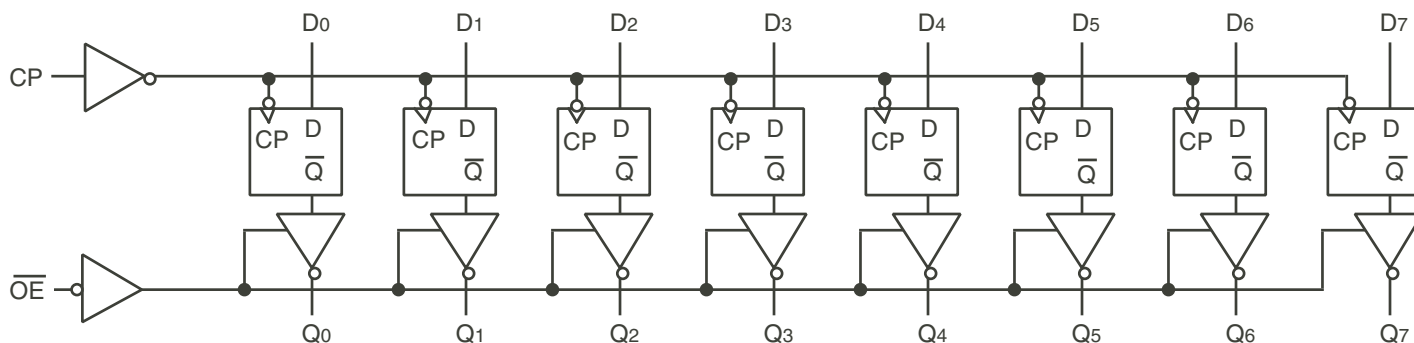 D0 D1 D2 D3 D4 D5 D6 D7
CP
CP D CP D CP D CP D CP D CP D CP D CP D
Q̅ Q̅ Q̅ Q̅ Q̅ Q̅ Q̅ Q̅
O̅E̅
Q0 Q1 Q2 Q3 Q4 Q5 Q6 Q7